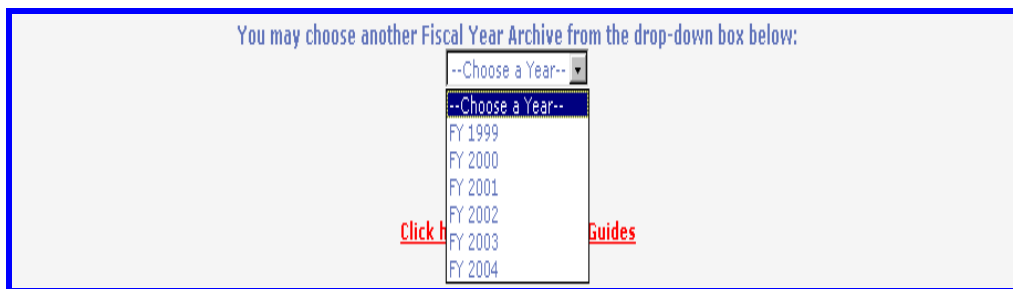 You may choose another Fiscal Year Archive from the drop-down box below:
--Choose a Year--
--Choose a Year--
FY 1999
FY 2000
FY 2001
FY 2002
Click Guides
FY 2003
FY 2004